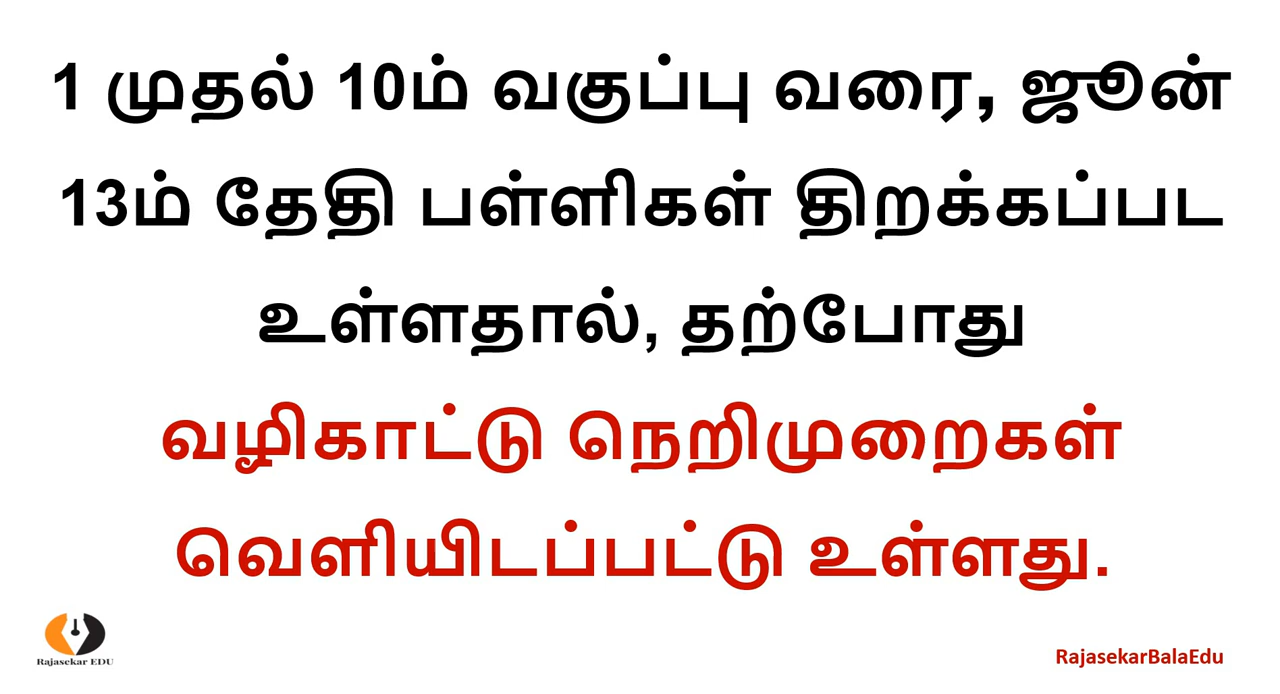 1 முதல் 10ம் வகுப்பு வரை, ஜூன்
13ம் தேதி பள்ளிகள் திறக்கப்பட
உள்ளதால், தற்போது
வழிகாட்டு நெறிமுறைகள்
வெளியிடப்பட்டு உள்ளது.
Rajasekar EDU
RajasekarBalaEdu